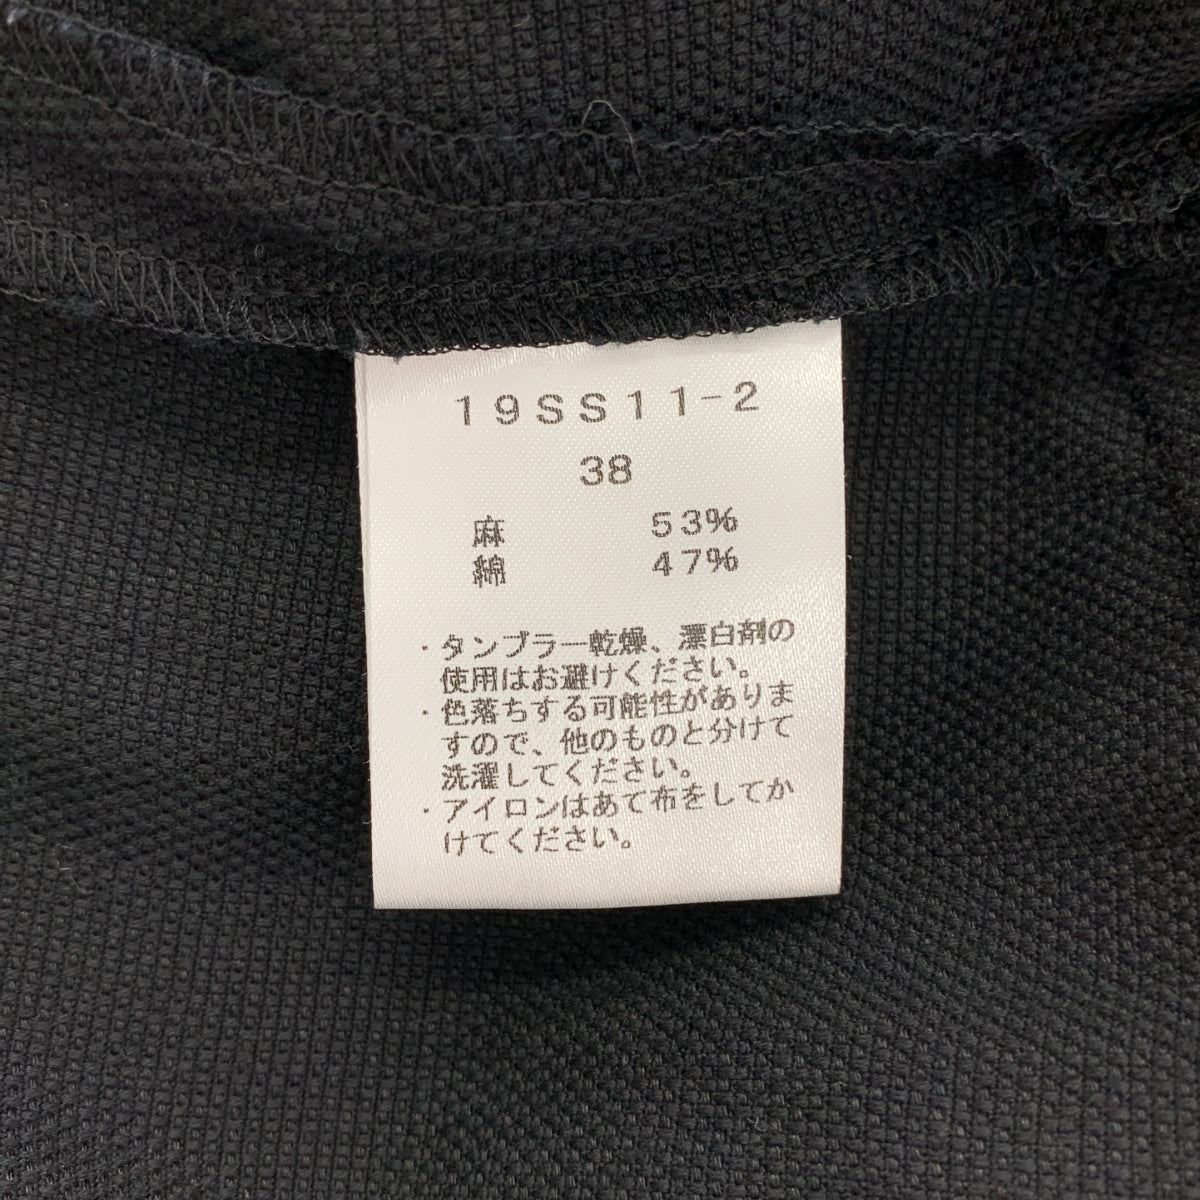 19SS11-2
38
麻 53%
綿 47%
・タンブラー乾燥、漂白剤の
使用はお避けください。
・色落ちする可能性がありま
すので、他のものと分けて
洗濯してください。
・アイロンはあて布をしてか
けてください。